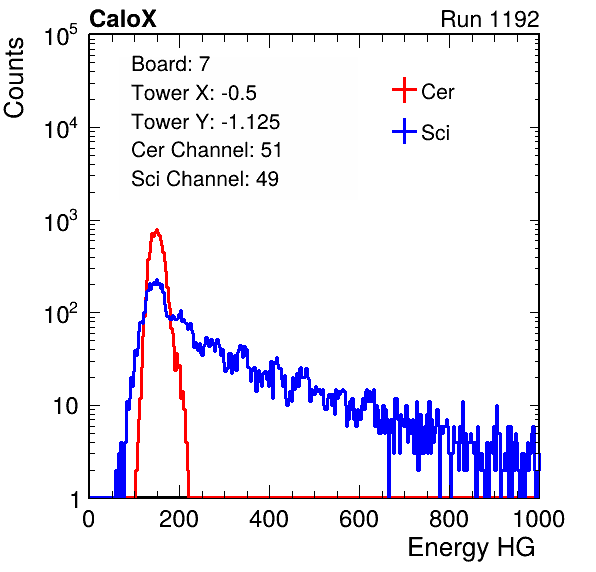 CaloX Run 1192
Counts
Board: 7
Tower X: -0.5
Tower Y: -1.125
Cer Channel: 51
Sci Channel: 49
Cer
Sci
10^5
10^4
10^3
10^2
10
1
0 200 400 600 800 1000
Energy HG